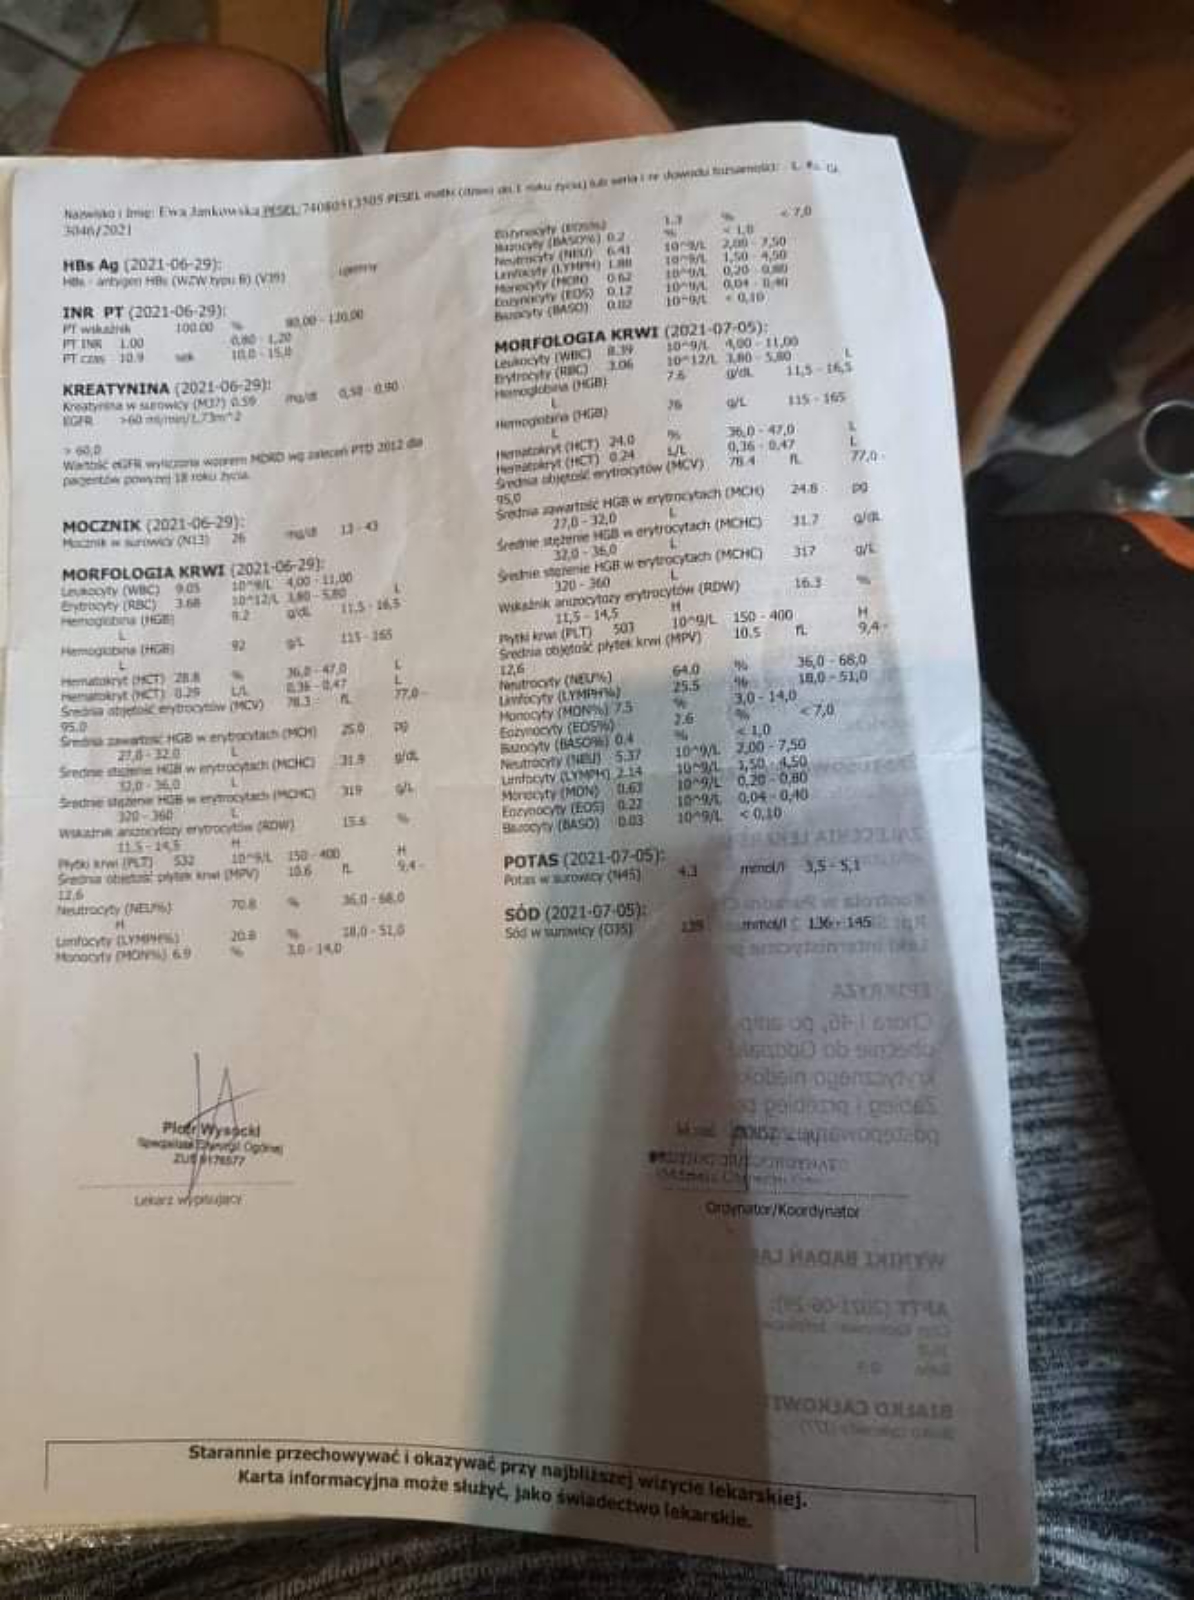 Nazwisko i Imię: Ewa Jankowska PESEL: 74080513505 PESEL matki (dzieci do 1 roku życia) lub seria i nr dowodu tożsamości: L. Ks. Gł.
3046/2021
HBs Ag (2021-06-29):
HBs - antygen HBs (WZW typu B) (V39) ujemny
INR PT (2021-06-29):
PT wskaźnik 100.00 % 80,00 - 120,00
PT INR 1.00 0,80 - 1,20
PT czas 10.9 sek 10,0 - 15,0
KREATYNINA (2021-06-29):
Kreatynina w surowicy (M37) 0.59 mg/dl 0,50 - 0,90
EGFR >60 ml/min/1,73m^2
> 60,0
Wartość eGFR wyliczona wzorem MDRD wg zaleceń PTD 2012 dla
pacjentów powyżej 18 roku życia.
MOCZNIK (2021-06-29):
Mocznik w surowicy (N13) 26 mg/dl 13 - 43
MORFOLOGIA KRWI (2021-06-29):
Leukocyty (WBC) 9.05 10^9/L 4,00 - 11,00
Erytrocyty (RBC) 3.68 10^12/L 3,80 - 5,80 L
Hemoglobina (HGB) 9.2 g/dL 11,5 - 16,5
L
Hemoglobina (HGB) 92 g/L 115 - 165
L
Hematokryt (HCT) 28.8 % 36,0 - 47,0 L
Hematokryt (HCT) 0.29 L/L 0,36 - 0,47 L
Średnia objętość erytrocytów (MCV) 78.3 fL 77,0 -
95,0
Średnia zawartość HGB w erytrocytach (MCH) 25.0 pg
27,0 - 32,0 L
Średnie stężenie HGB w erytrocytach (MCHC) 31.9 g/dL
32,0 - 36,0 L
Średnie stężenie HGB w erytrocytach (MCHC) 319 g/L
320 - 360 L
Wskaźnik anizocytozy erytrocytów (RDW) 15.6 %
11,5 - 14,5 H
Płytki krwi (PLT) 532 10^9/L 150 - 400 H
Średnia objętość płytek krwi (MPV) 10.6 fL 9,4 -
12,6
Neutrocyty (NEU%) 70.8 % 36,0 - 68,0
H
Limfocyty (LYMPH%) 20.8 % 18,0 - 51,0
Monocyty (MON%) 6.9 % 3,0 - 14,0
Eozynocyty (EOS%) 1.3 % < 7,0
Bazocyty (BASO%) 0.2 % < 1,0
Neutrocyty (NEU) 6.41 10^9/L 2,00 - 7,50
Limfocyty (LYMPH) 1.88 10^9/L 1,50 - 4,50
Monocyty (MON) 0.62 10^9/L 0,20 - 0,80
Eozynocyty (EOS) 0.12 10^9/L 0,04 - 0,40
Bazocyty (BASO) 0.02 10^9/L < 0,10
MORFOLOGIA KRWI (2021-07-05):
Leukocyty (WBC) 8.39 10^9/L 4,00 - 11,00
Erytrocyty (RBC) 3.06 10^12/L 3,80 - 5,80 L
Hemoglobina (HGB) 7.6 g/dL 11,5 - 16,5
L
Hemoglobina (HGB) 76 g/L 115 - 165
L
Hematokryt (HCT) 24.0 % 36,0 - 47,0 L
Hematokryt (HCT) 0.24 L/L 0,36 - 0,47 L
Średnia objętość erytrocytów (MCV) 78.4 fL 77,0 -
95,0
Średnia zawartość HGB w erytrocytach (MCH) 24.8 pg
27,0 - 32,0 L
Średnie stężenie HGB w erytrocytach (MCHC) 31.7 g/dL
32,0 - 36,0 L
Średnie stężenie HGB w erytrocytach (MCHC) 317 g/L
320 - 360 L
Wskaźnik anizocytozy erytrocytów (RDW) 16.3 %
11,5 - 14,5 H
Płytki krwi (PLT) 503 10^9/L 150 - 400 H
Średnia objętość płytek krwi (MPV) 10.5 fL 9,4 -
12,6
Neutrocyty (NEU%) 64.0 % 36,0 - 68,0
Limfocyty (LYMPH%) 25.5 % 18,0 - 51,0
Monocyty (MON%) 7.5 % 3,0 - 14,0
Eozynocyty (EOS%) 2.6 % < 7,0
Bazocyty (BASO%) 0.4 % < 1,0
Neutrocyty (NEU) 5.37 10^9/L 2,00 - 7,50
Limfocyty (LYMPH) 2.14 10^9/L 1,50 - 4,50
Monocyty (MON) 0.63 10^9/L 0,20 - 0,80
Eozynocyty (EOS) 0.22 10^9/L 0,04 - 0,40
Bazocyty (BASO) 0.03 10^9/L < 0,10
POTAS (2021-07-05):
Potas w surowicy (N45) 4.3 mmol/l 3,5 - 5,1
SÓD (2021-07-05):
Sód w surowicy (O35) 139 mmol/l 136 - 145
Piotr Wysocki
Specjalista Chirurgii Ogólnej
ZUS 9178577
Lekarz wypisujący
Ordynator/Koordynator
Starannie przechowywać i okazywać przy najbliższej wizycie lekarskiej.
Karta informacyjna może służyć, jako świadectwo lekarskie.